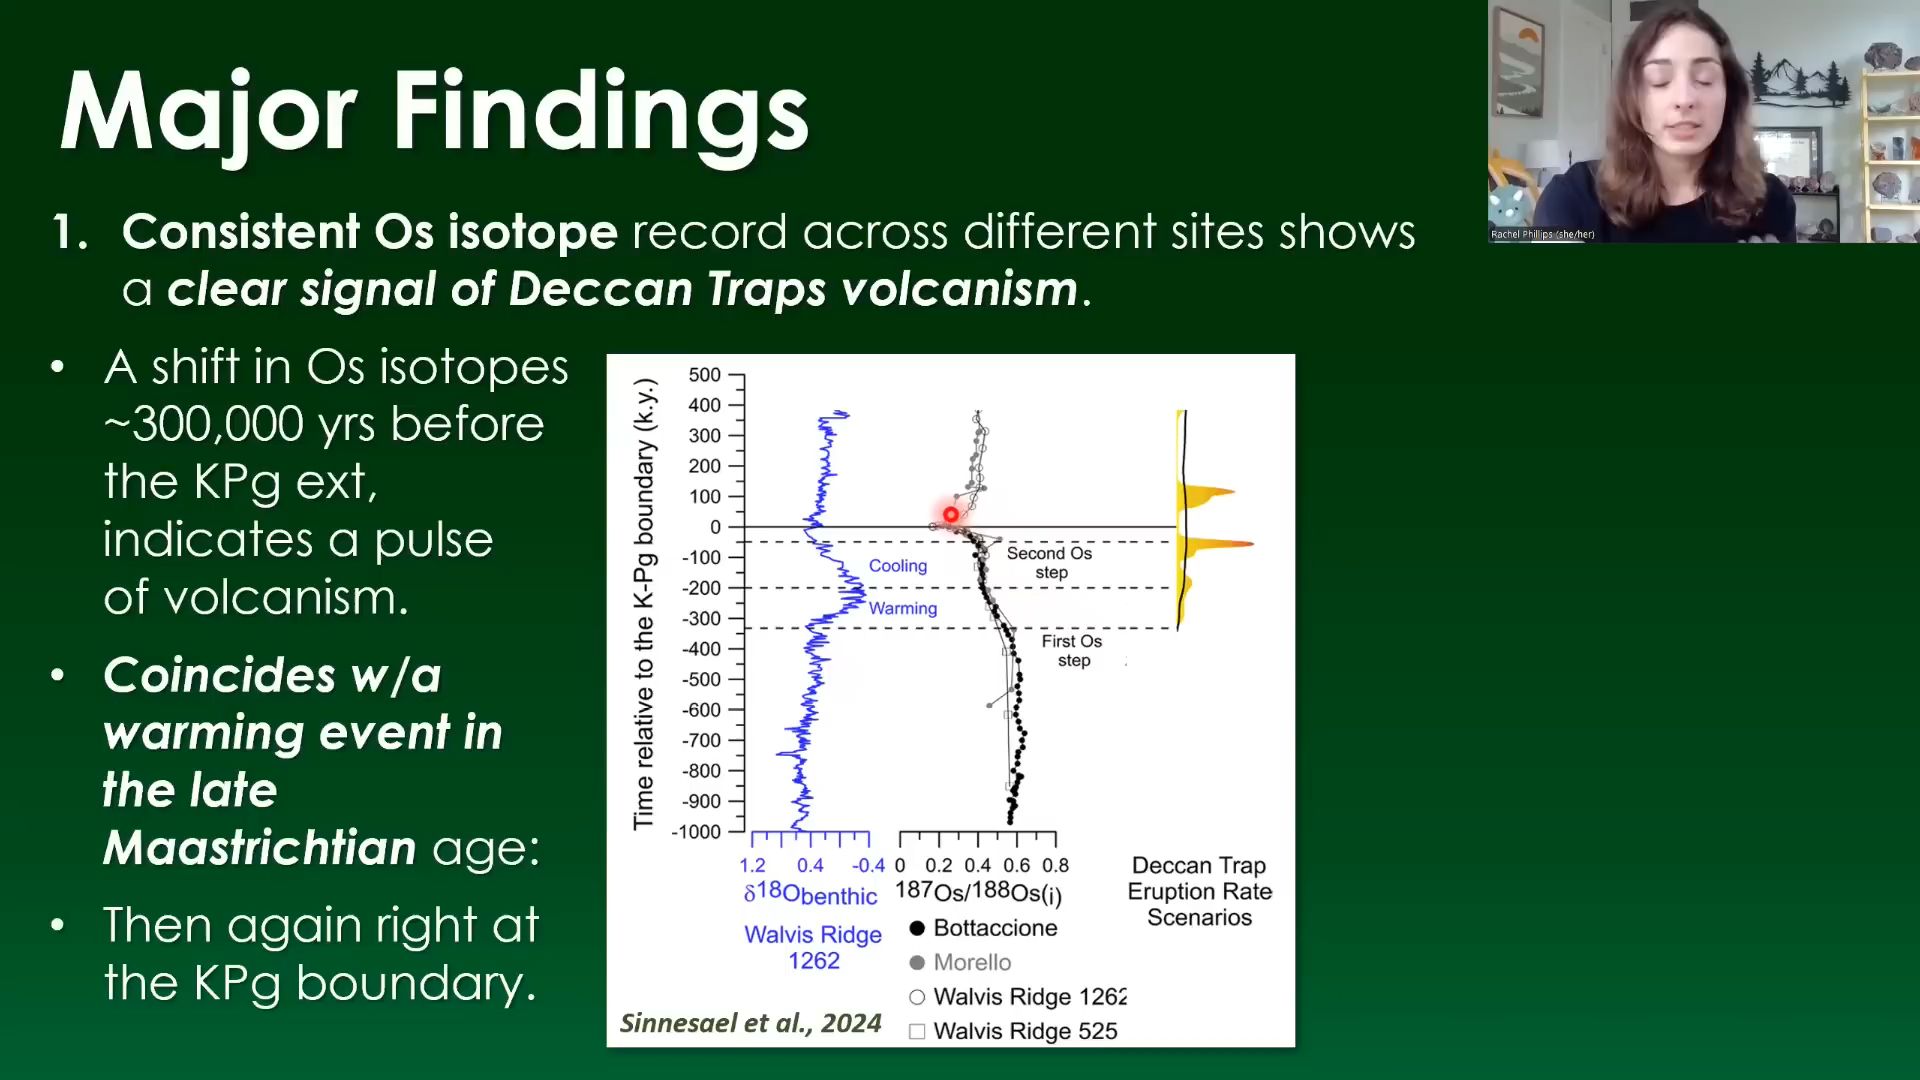 Major Findings
Rachel Phillips (she/her)
1. Consistent Os isotope record across different sites shows
a clear signal of Deccan Traps volcanism.
• A shift in Os isotopes
~300,000 yrs before
the KPg ext,
indicates a pulse
of volcanism.
• Coincides w/a
warming event in
the late
Maastrichtian age:
• Then again right at
the KPg boundary.
Time relative to the K-Pg boundary (k.y.)
500
400
300
200
100
0
-100
-200
-300
-400
-500
-600
-700
-800
-900
-1000
Cooling
Warming
Second Os
step
First Os
step
1.2 0.4 -0.4
δ18Obenthic
Walvis Ridge
1262
0 0.2 0.4 0.6 0.8
187Os/188Os(i)
Bottaccione
Morello
Walvis Ridge 1262
Walvis Ridge 525
Deccan Trap
Eruption Rate
Scenarios
Sinnesael et al., 2024